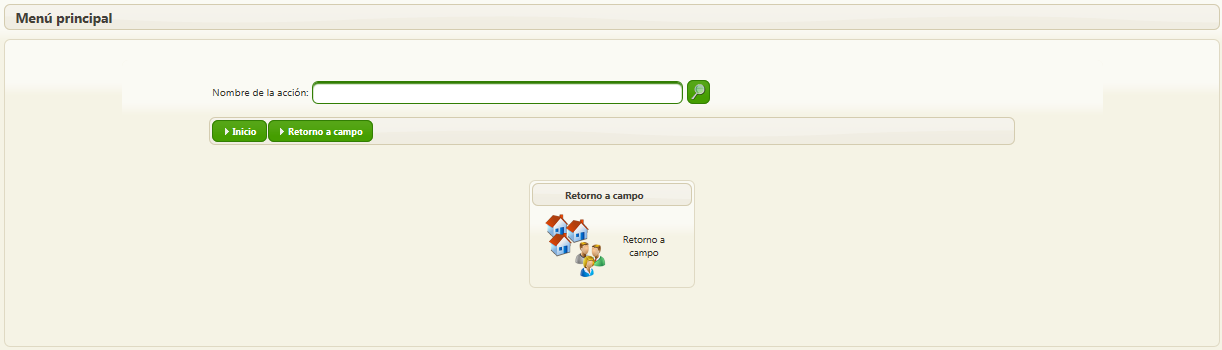 Menú principal
Nombre de la acción:
Inicio Retorno a campo
Retorno a campo
Retorno a
campo